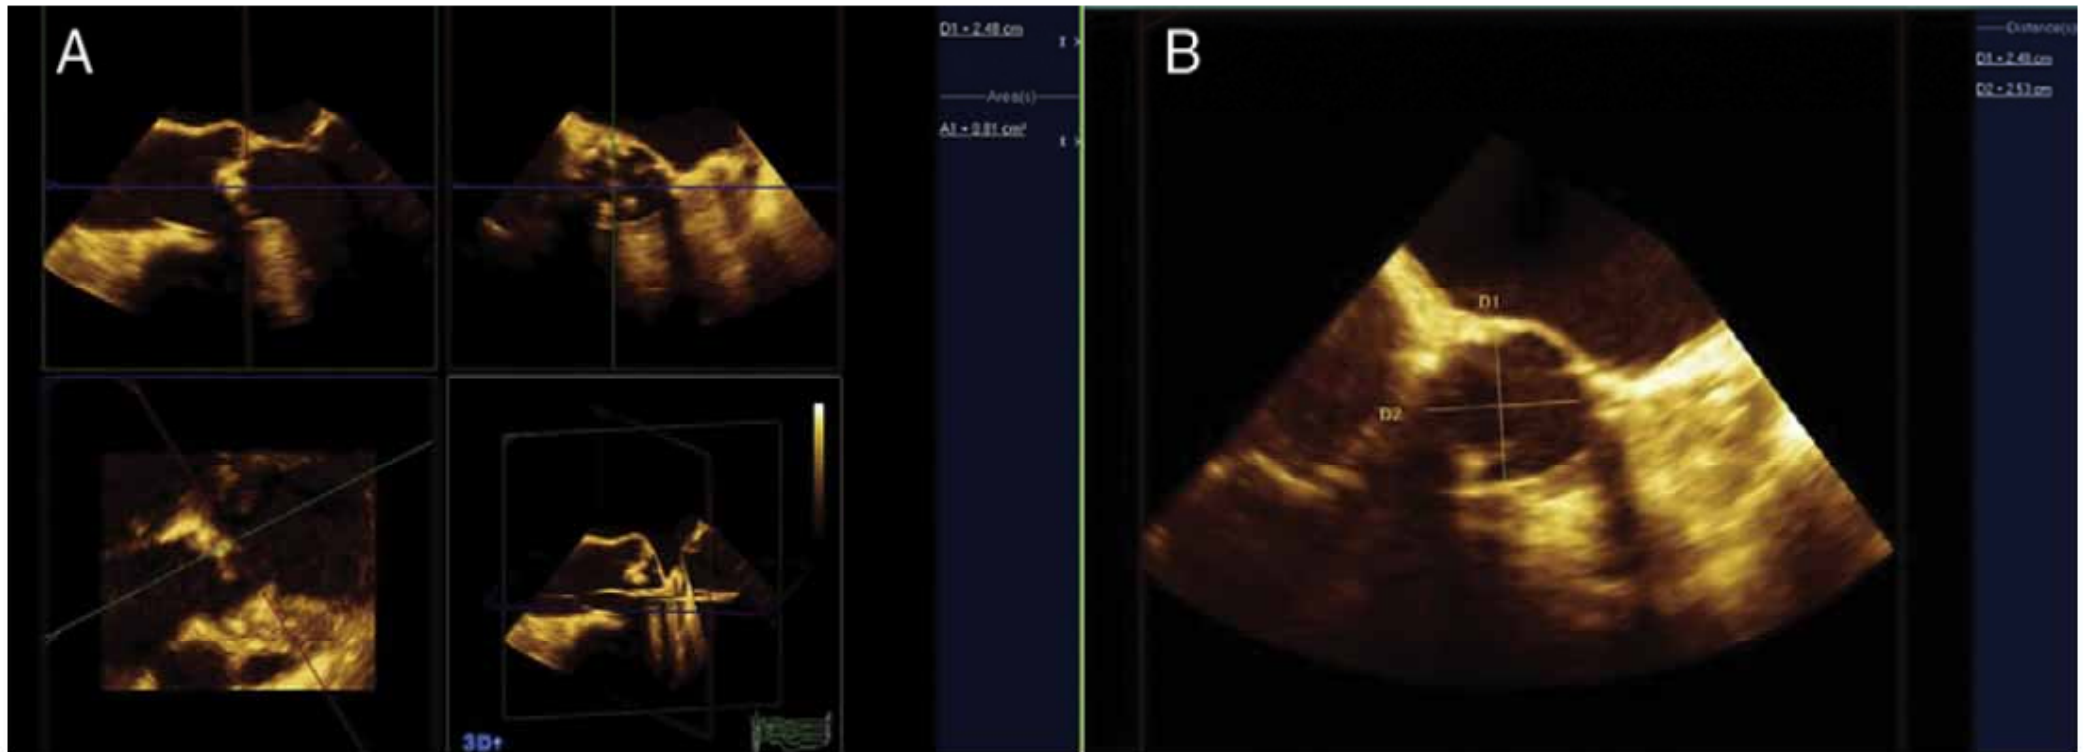 A
D1 = 2.48 cm
Area(s)
A1 = 0.81 cm²
3D
B
Distance(s)
D1 = 2.48 cm
D2 = 2.53 cm
D1
D2